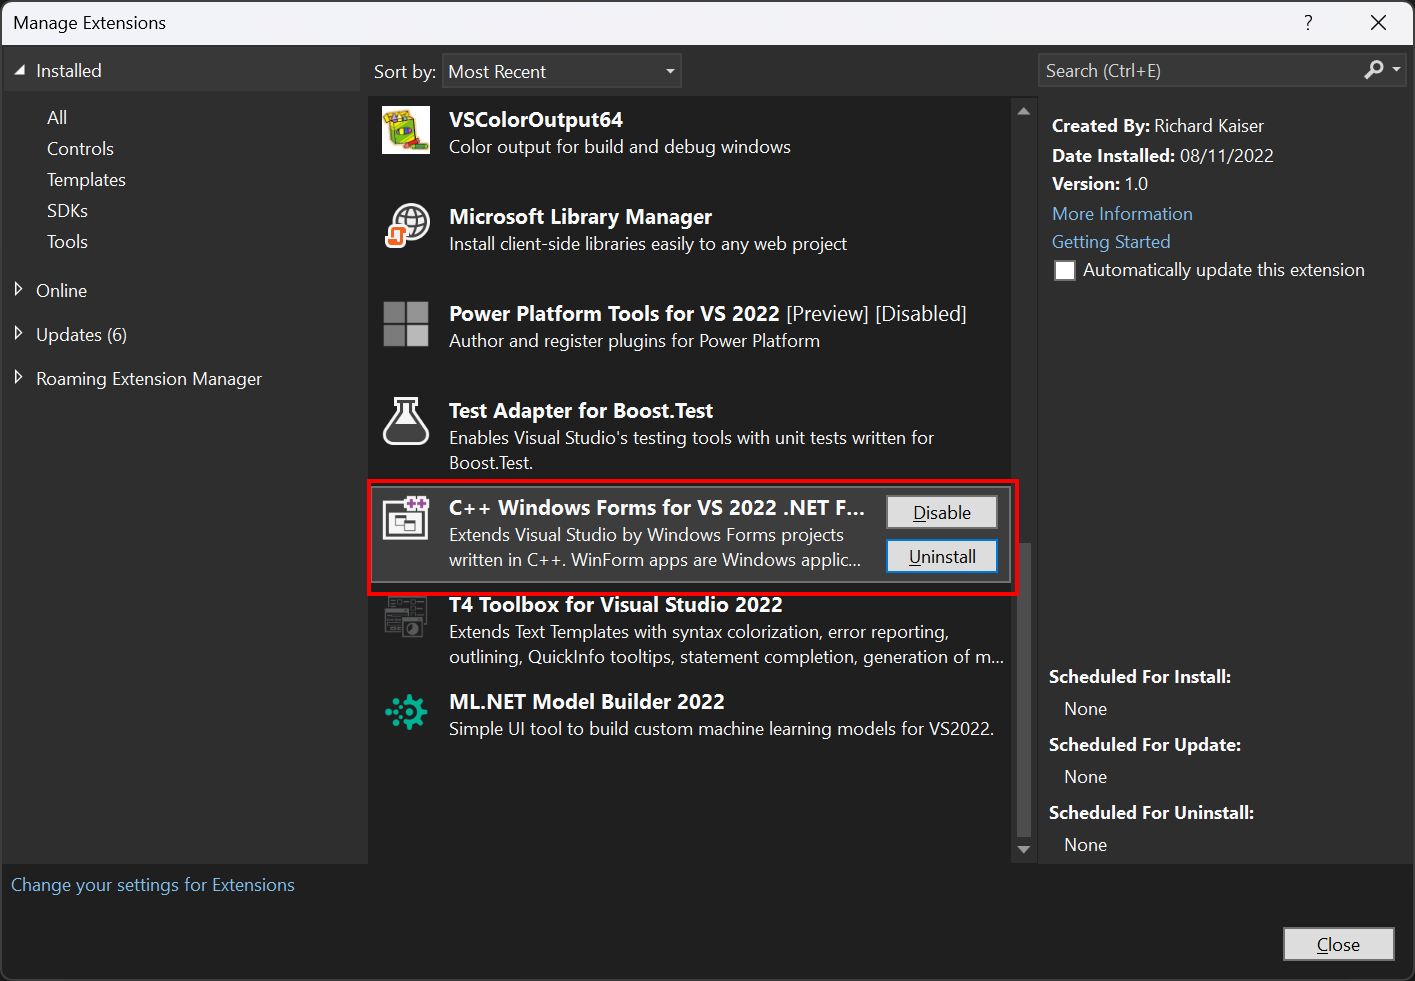 Manage Extensions
?
Installed
All
Controls
Templates
SDKs
Tools
Online
Updates (6)
Roaming Extension Manager
Sort by: Most Recent
VSColorOutput64
Color output for build and debug windows
Microsoft Library Manager
Install client-side libraries easily to any web project
Power Platform Tools for VS 2022 [Preview] [Disabled]
Author and register plugins for Power Platform
Test Adapter for Boost.Test
Enables Visual Studio's testing tools with unit tests written for
Boost.Test.
C++ Windows Forms for VS 2022 .NET F...
Extends Visual Studio by Windows Forms projects
written in C++. WinForm apps are Windows applic...
Disable
Uninstall
T4 Toolbox for Visual Studio 2022
Extends Text Templates with syntax colorization, error reporting,
outlining, QuickInfo tooltips, statement completion, generation of m...
ML.NET Model Builder 2022
Simple UI tool to build custom machine learning models for VS2022.
Search (Ctrl+E)
Created By: Richard Kaiser
Date Installed: 08/11/2022
Version: 1.0
More Information
Getting Started
Automatically update this extension
Scheduled For Install:
None
Scheduled For Update:
None
Scheduled For Uninstall:
None
Change your settings for Extensions
Close